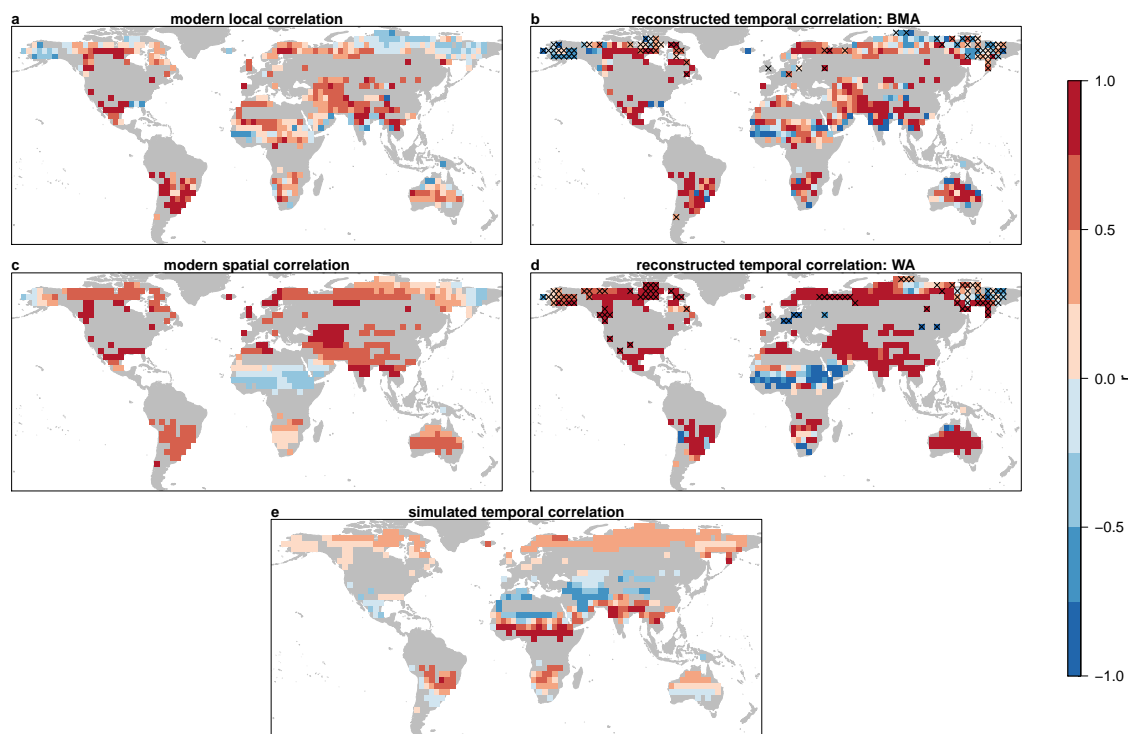 a modern local correlation
b reconstructed temporal correlation: BMA
c modern spatial correlation
d reconstructed temporal correlation: WA
e simulated temporal correlation
1.0
0.5
0.0
−0.5
−1.0
r